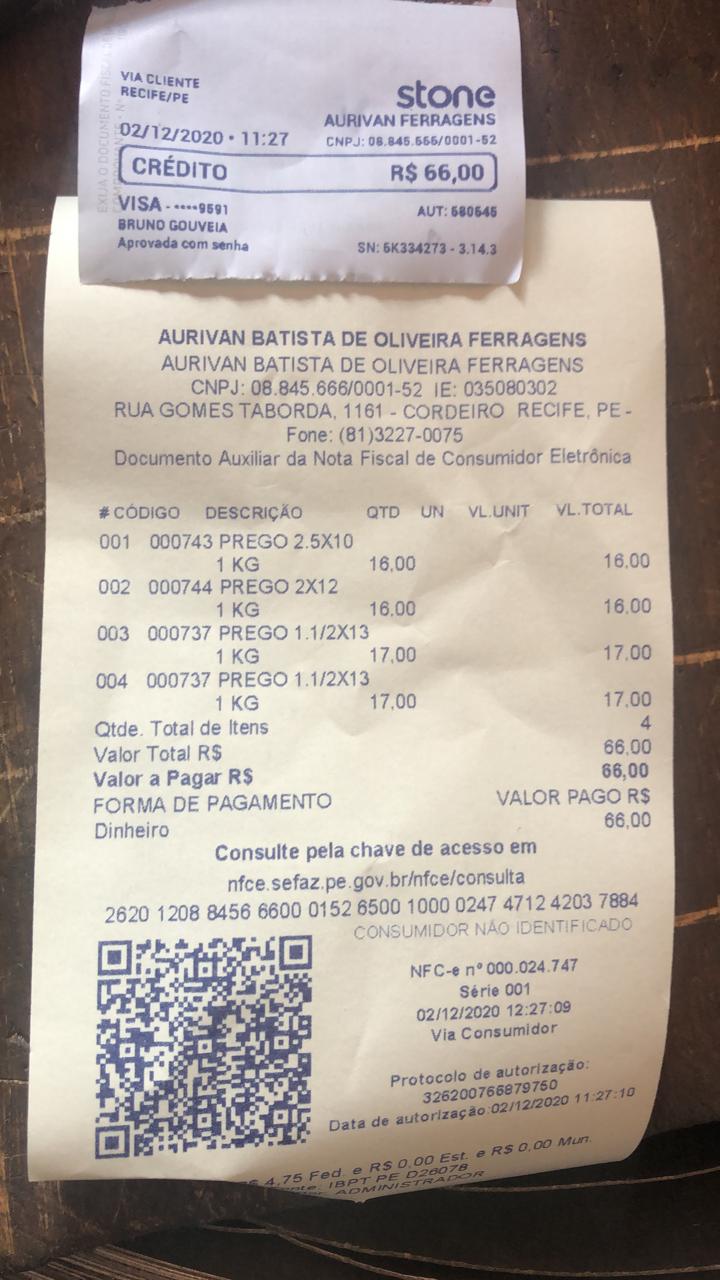 VIA CLIENTE
RECIFE/PE
stone
AURIVAN FERRAGENS
02/12/2020 • 11:27 CNPJ: 08.845.666/0001-52
CRÉDITO R$ 66,00
VISA - ••••9591 AUT: 580545
BRUNO GOUVEIA
Aprovada com senha SN: 6K334273 - 3.14.3
AURIVAN BATISTA DE OLIVEIRA FERRAGENS
AURIVAN BATISTA DE OLIVEIRA FERRAGENS
CNPJ: 08.845.666/0001-52 IE: 035080302
RUA GOMES TABORDA, 1161 - CORDEIRO RECIFE, PE -
Fone: (81)3227-0075
Documento Auxiliar da Nota Fiscal de Consumidor Eletrônica
# CÓDIGO DESCRIÇÃO QTD UN VL.UNIT VL.TOTAL
001 000743 PREGO 2.5X10
1 KG 16,00 16,00
002 000744 PREGO 2X12
1 KG 16,00 16,00
003 000737 PREGO 1.1/2X13
1 KG 17,00 17,00
004 000737 PREGO 1.1/2X13
1 KG 17,00 17,00
Qtde. Total de Itens 4
Valor Total R$ 66,00
Valor a Pagar R$ 66,00
FORMA DE PAGAMENTO VALOR PAGO R$
Dinheiro 66,00
Consulte pela chave de acesso em
nfce.sefaz.pe.gov.br/nfce/consulta
2620 1208 8456 6600 0152 6500 1000 0247 4712 4203 7884
CONSUMIDOR NÃO IDENTIFICADO
NFC-e nº 000.024.747
Série 001
02/12/2020 12:27:09
Via Consumidor
Protocolo de autorização:
326200766879750
Data de autorização:02/12/2020 11:27:10
4,75 Fed. e R$ 0,00 Est. e R$ 0,00 Mun.
IBPT PE D26078
ADMINISTRADOR